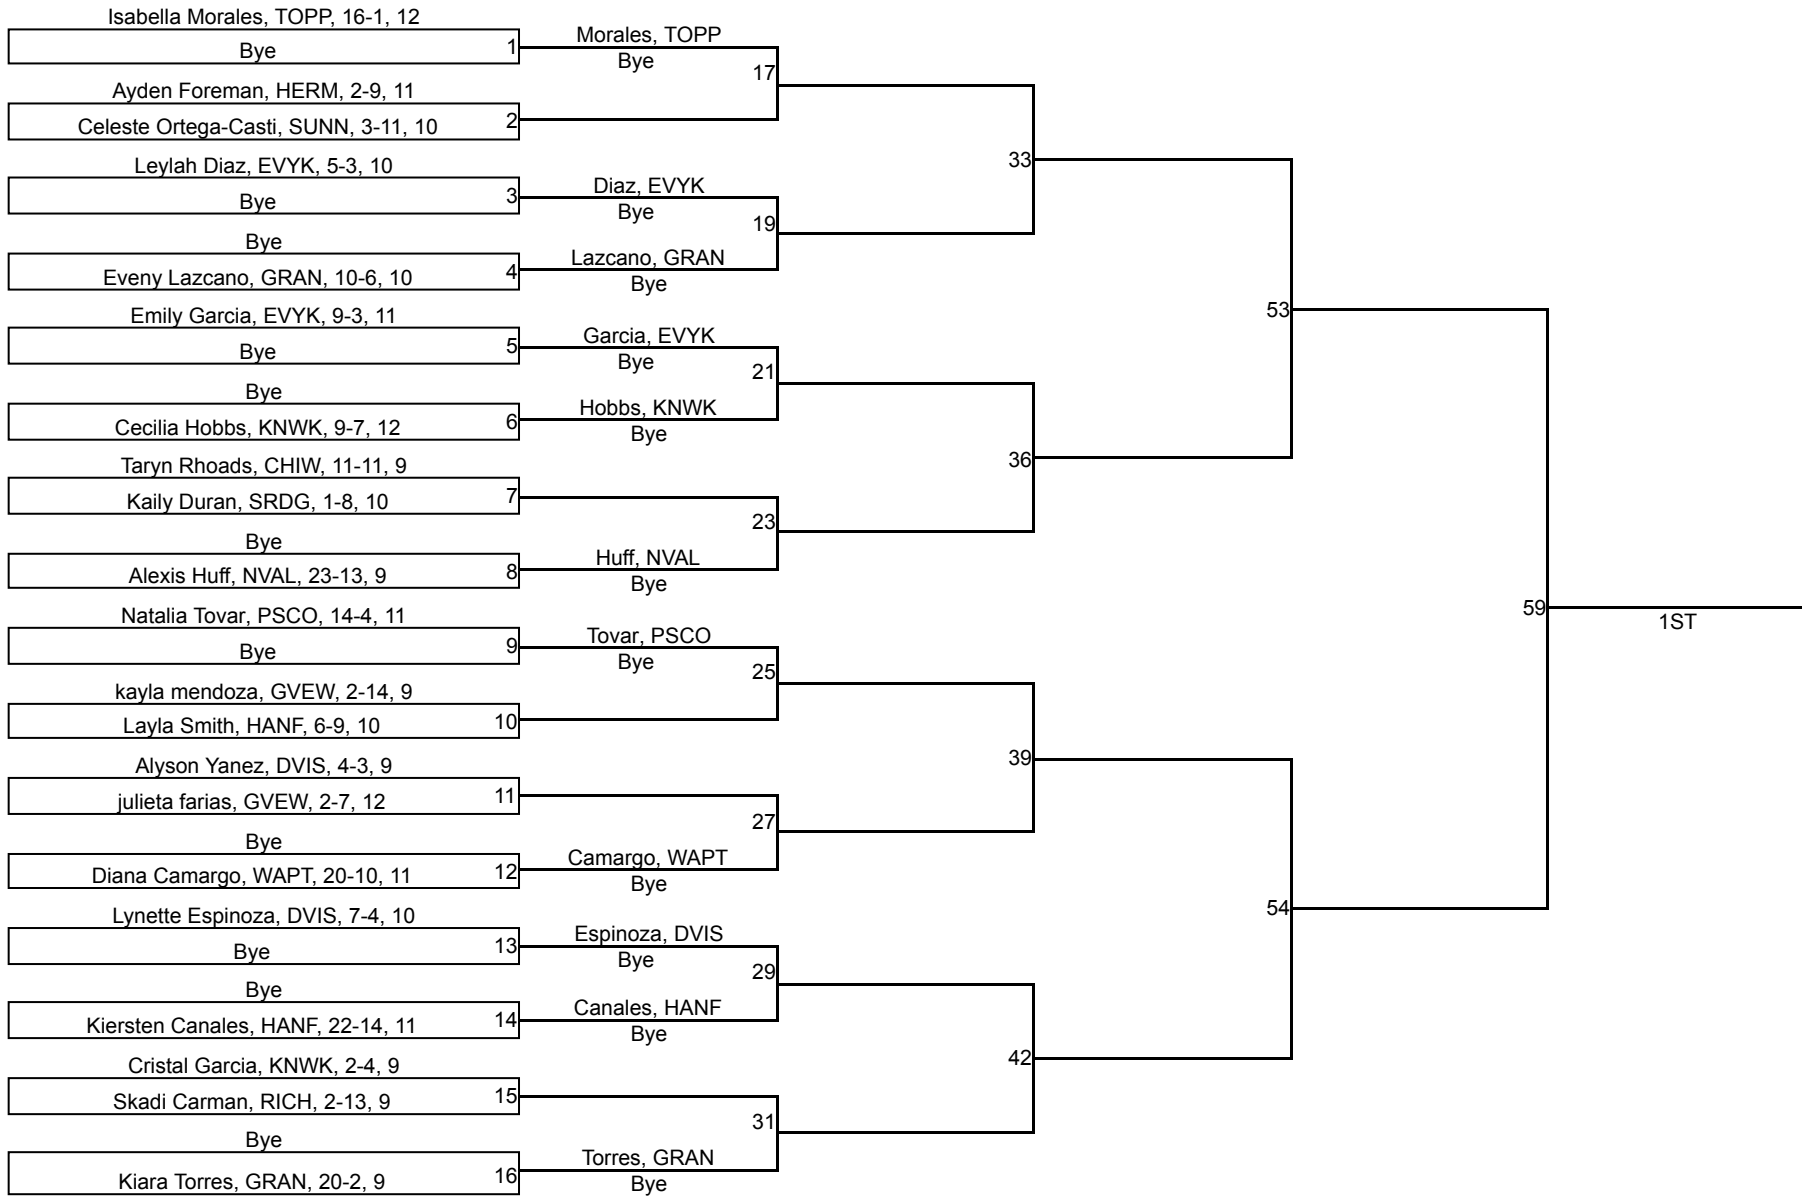 Isabella Morales, TOPP, 16-1, 12
Bye
1
Ayden Foreman, HERM, 2-9, 11
Celeste Ortega-Casti, SUNN, 3-11, 10
2
Leylah Diaz, EVYK, 5-3, 10
Bye
3
Bye
Eveny Lazcano, GRAN, 10-6, 10
4
Emily Garcia, EVYK, 9-3, 11
Bye
5
Bye
Cecilia Hobbs, KNWK, 9-7, 12
6
Taryn Rhoads, CHIW, 11-11, 9
Kaily Duran, SRDG, 1-8, 10
7
Bye
Alexis Huff, NVAL, 23-13, 9
8
Natalia Tovar, PSCO, 14-4, 11
Bye
9
kayla mendoza, GVEW, 2-14, 9
Layla Smith, HANF, 6-9, 10
10
Alyson Yanez, DVIS, 4-3, 9
julieta farias, GVEW, 2-7, 12
11
Bye
Diana Camargo, WAPT, 20-10, 11
12
Lynette Espinoza, DVIS, 7-4, 10
Bye
13
Bye
Kiersten Canales, HANF, 22-14, 11
14
Cristal Garcia, KNWK, 2-4, 9
Skadi Carman, RICH, 2-13, 9
15
Bye
Kiara Torres, GRAN, 20-2, 9
16
Morales, TOPP
Bye
17
Diaz, EVYK
Bye
19
Lazcano, GRAN
Bye
Garcia, EVYK
Bye
21
Hobbs, KNWK
Bye
23
Huff, NVAL
Bye
Tovar, PSCO
Bye
25
27
Camargo, WAPT
Bye
Espinoza, DVIS
Bye
29
Canales, HANF
Bye
31
Torres, GRAN
Bye
33
36
39
42
53
54
59
1ST